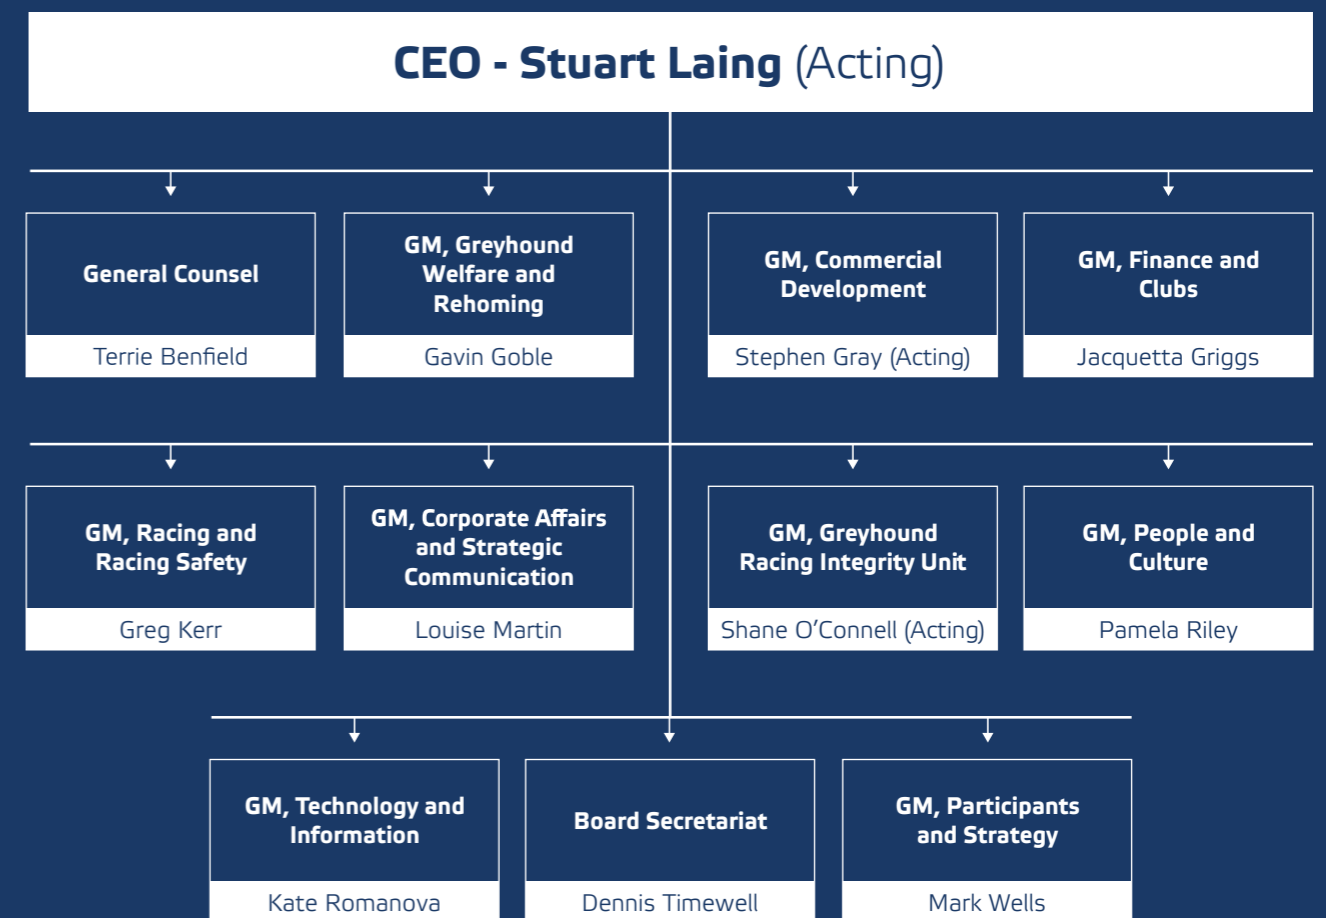 CEO - Stuart Laing (Acting)
General Counsel
Terrie Benfield
GM, Greyhound
Welfare and
Rehoming
Gavin Goble
GM, Commercial
Development
Stephen Gray (Acting)
GM, Finance and
Clubs
Jacquetta Griggs
GM, Racing and
Racing Safety
Greg Kerr
GM, Corporate Affairs
and Strategic
Communication
Louise Martin
GM, Greyhound
Racing Integrity Unit
Shane O’Connell (Acting)
GM, People and
Culture
Pamela Riley
GM, Technology and
Information
Kate Romanova
Board Secretariat
Dennis Timewell
GM, Participants
and Strategy
Mark Wells